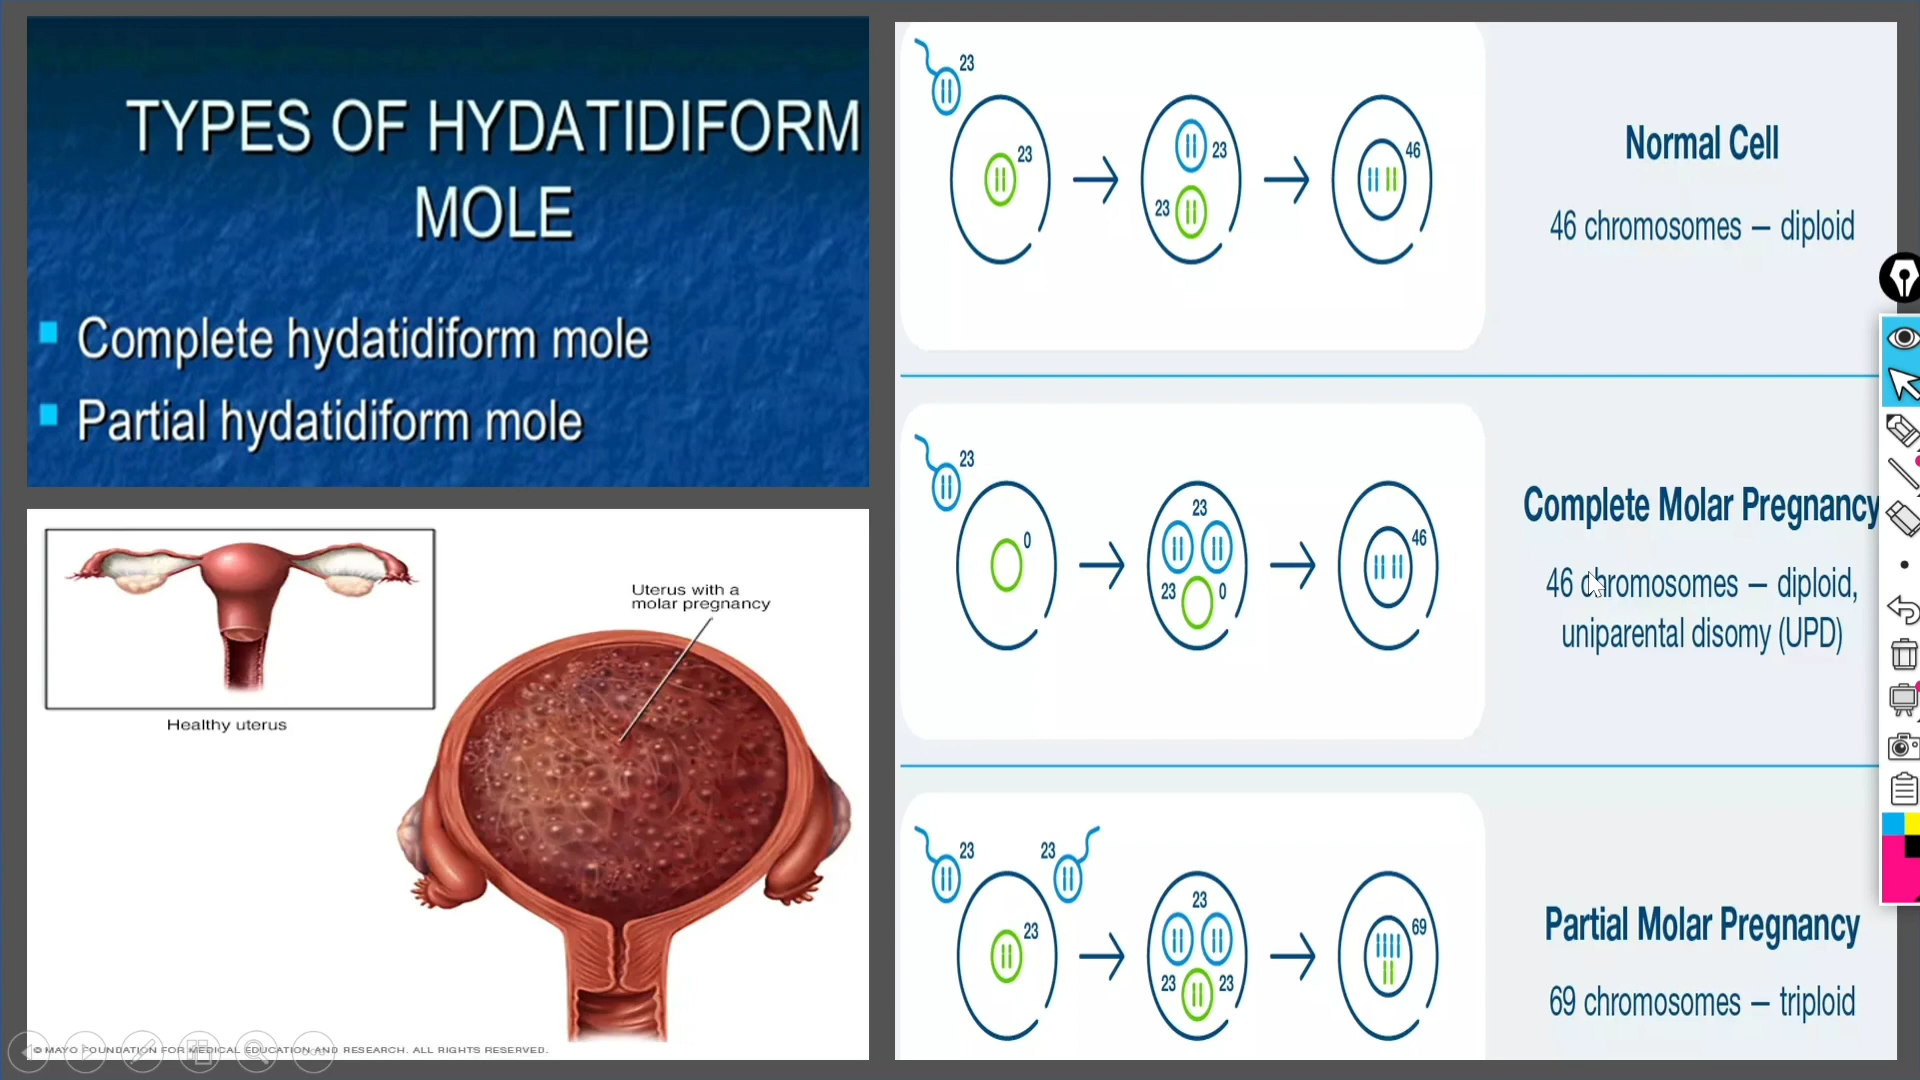 TYPES OF HYDATIDIFORM
MOLE
Complete hydatidiform mole
Partial hydatidiform mole
Uterus with a
molar pregnancy
Healthy uterus
© MAYO FOUNDATION FOR MEDICAL EDUCATION AND RESEARCH. ALL RIGHTS RESERVED.
23
23
23
23
46
Normal Cell
46 chromosomes – diploid
23
0
23
23
0
46
Complete Molar Pregnancy
46 chromosomes – diploid,
uniparental disomy (UPD)
23
23
23
23
23
23
69
Partial Molar Pregnancy
69 chromosomes – triploid